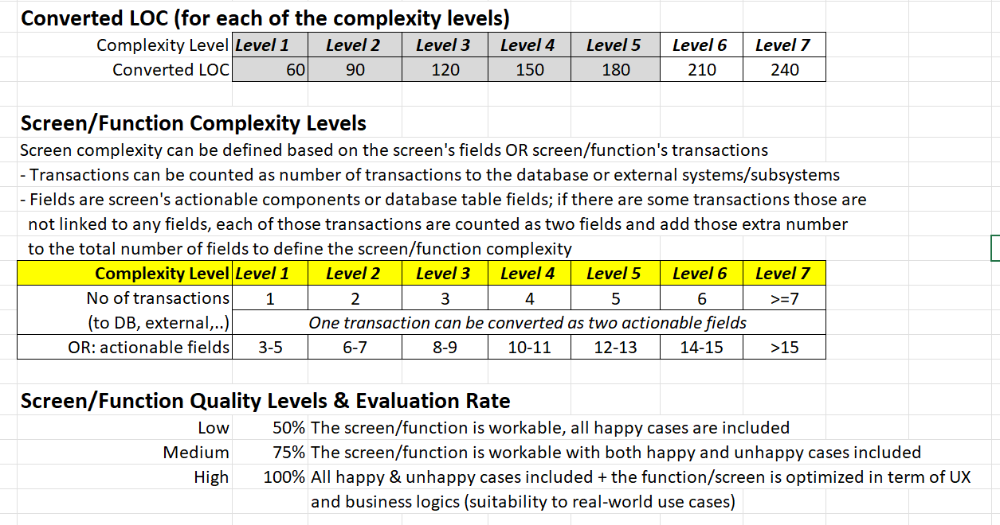 Converted LOC (for each of the complexity levels)
Complexity Level Level 1 Level 2 Level 3 Level 4 Level 5 Level 6 Level 7
Converted LOC 60 90 120 150 180 210 240
Screen/Function Complexity Levels
Screen complexity can be defined based on the screen's fields OR screen/function's transactions
- Transactions can be counted as number of transactions to the database or external systems/subsystems
- Fields are screen's actionable components or database table fields; if there are some transactions those are
not linked to any fields, each of those transactions are counted as two fields and add those extra number
to the total number of fields to define the screen/function complexity
Complexity Level Level 1 Level 2 Level 3 Level 4 Level 5 Level 6 Level 7
No of transactions 1 2 3 4 5 6 >=7
(to DB, external,..) One transaction can be converted as two actionable fields
OR: actionable fields 3-5 6-7 8-9 10-11 12-13 14-15 >15
Screen/Function Quality Levels & Evaluation Rate
Low 50% The screen/function is workable, all happy cases are included
Medium 75% The screen/function is workable with both happy and unhappy cases included
High 100% All happy & unhappy cases included + the function/screen is optimized in term of UX
and business logics (suitability to real-world use cases)